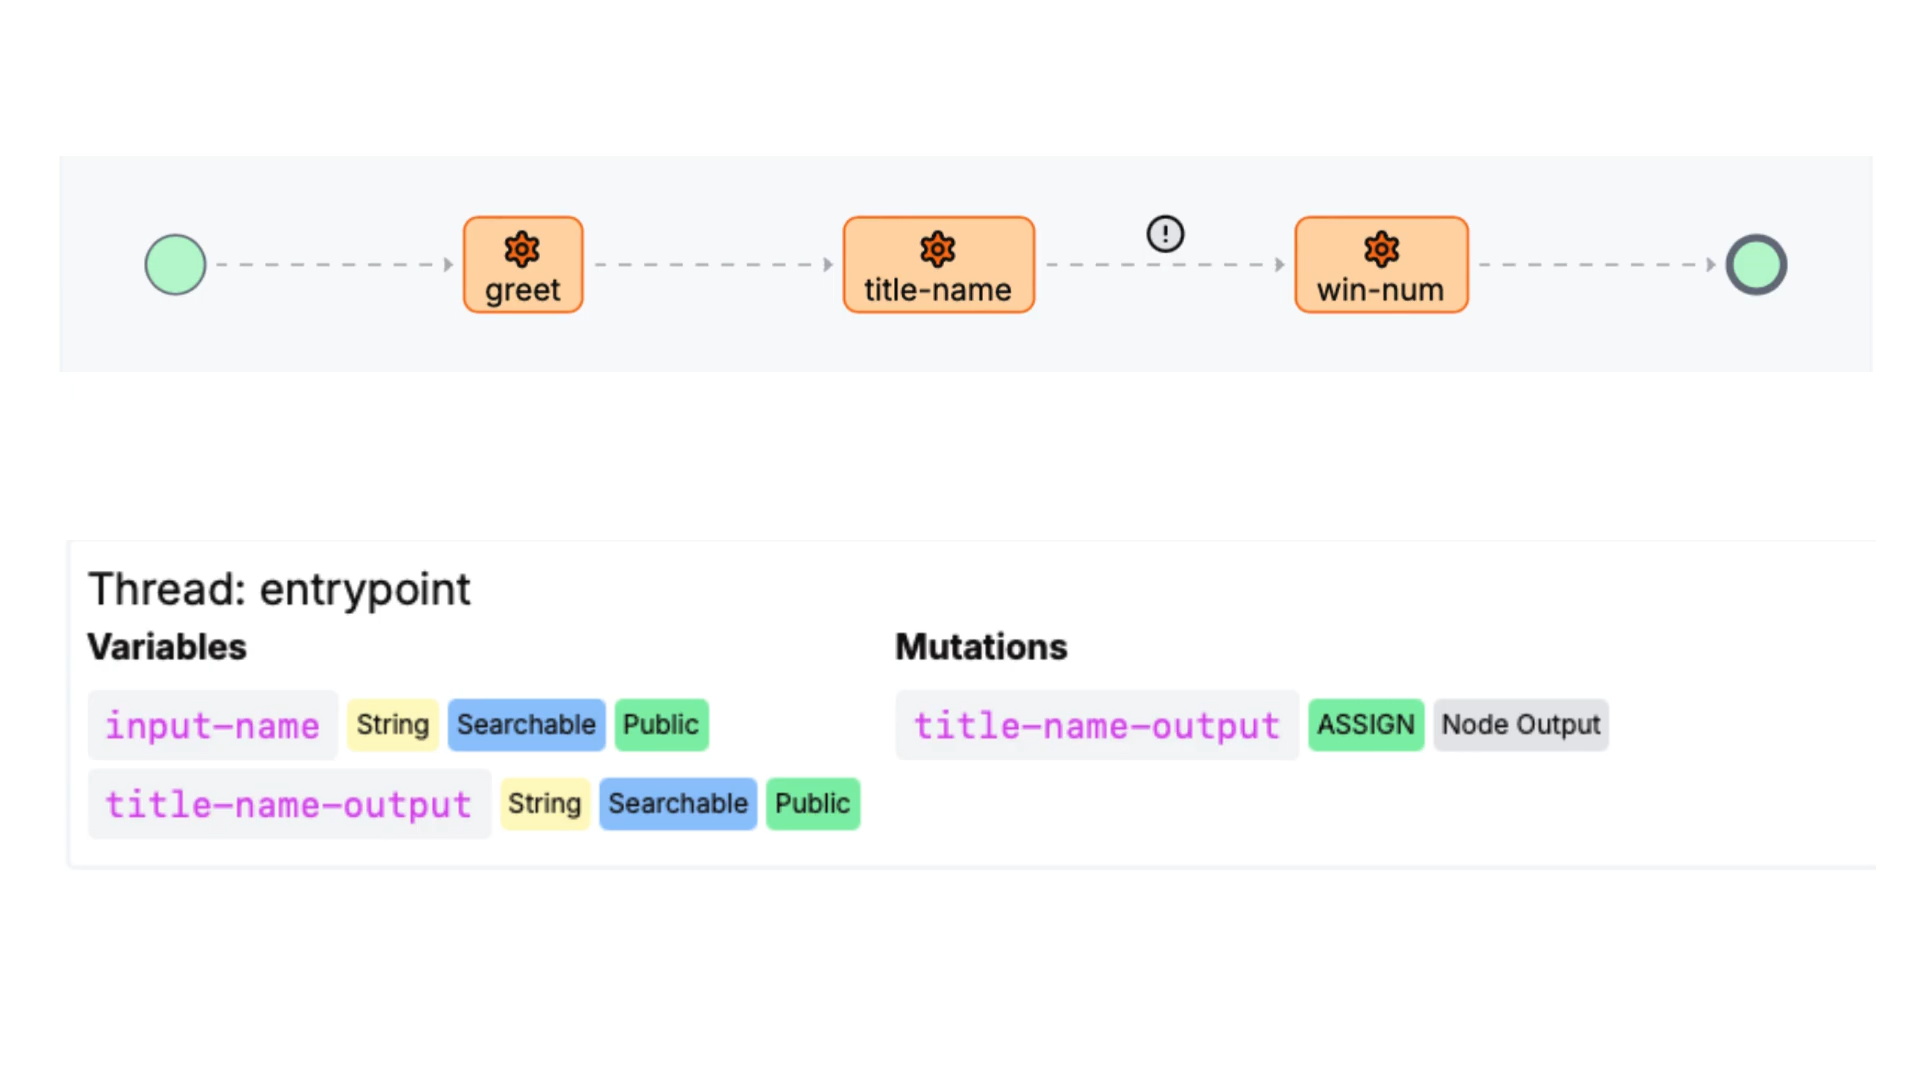 greet
title-name
!
win-num
Thread: entrypoint
Variables
input-name String Searchable Public
title-name-output String Searchable Public
Mutations
title-name-output ASSIGN Node Output